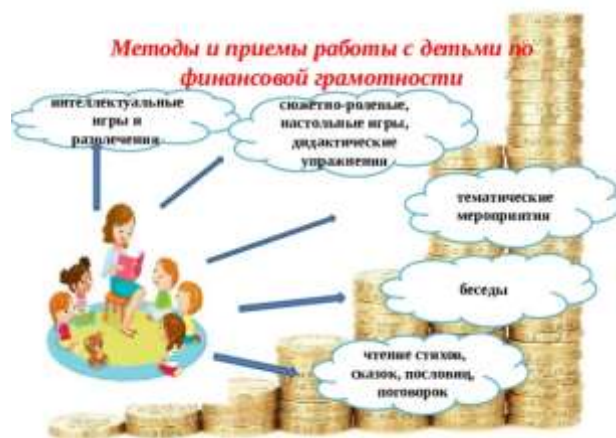 Методы и приемы работы с детьми по
финансовой грамотности
интеллектуальные
игры и
развлечения
сюжетно-ролевые,
настольные игры,
дидактические
упражнения
тематические
мероприятия
беседы
чтение стихов,
сказок, пословиц,
поговорок